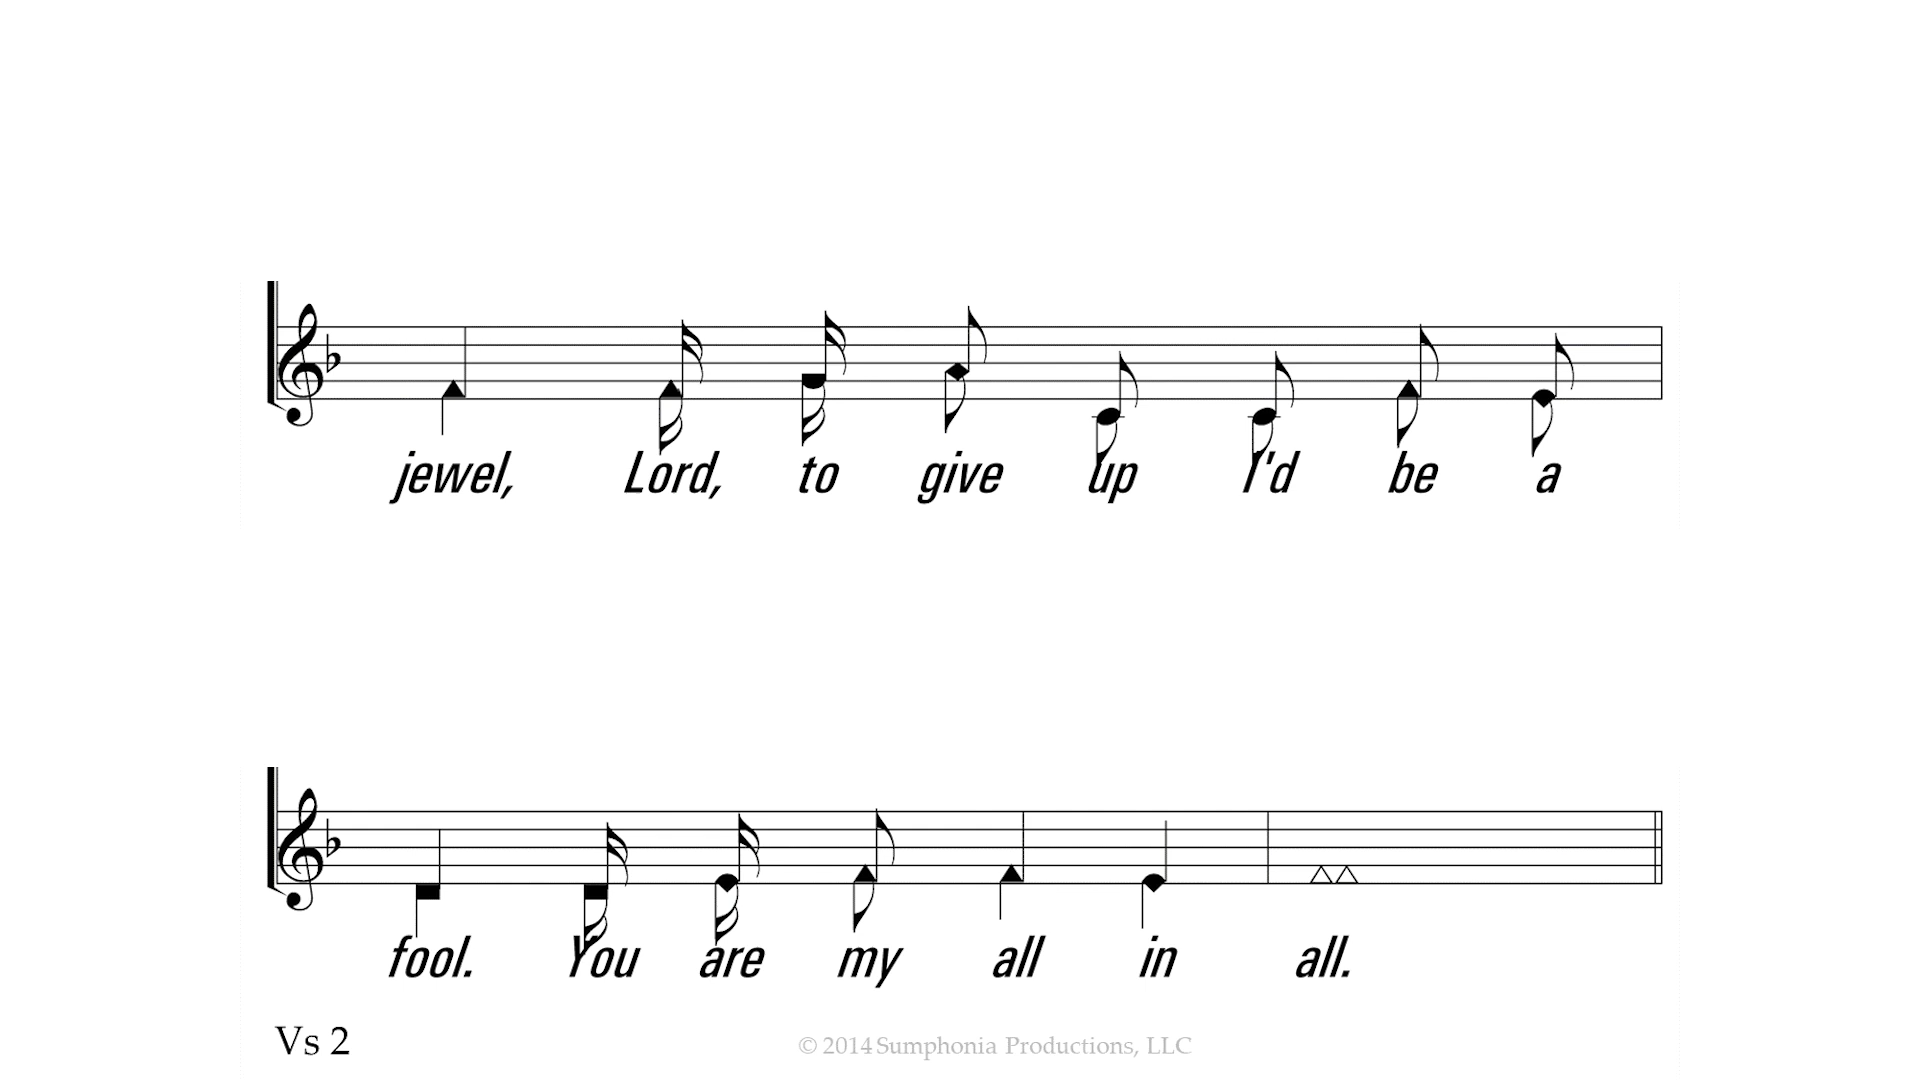 jewel, Lord, to give up I'd be a
fool. You are my all in all.
Vs 2
© 2014 Sumphonia Productions, LLC